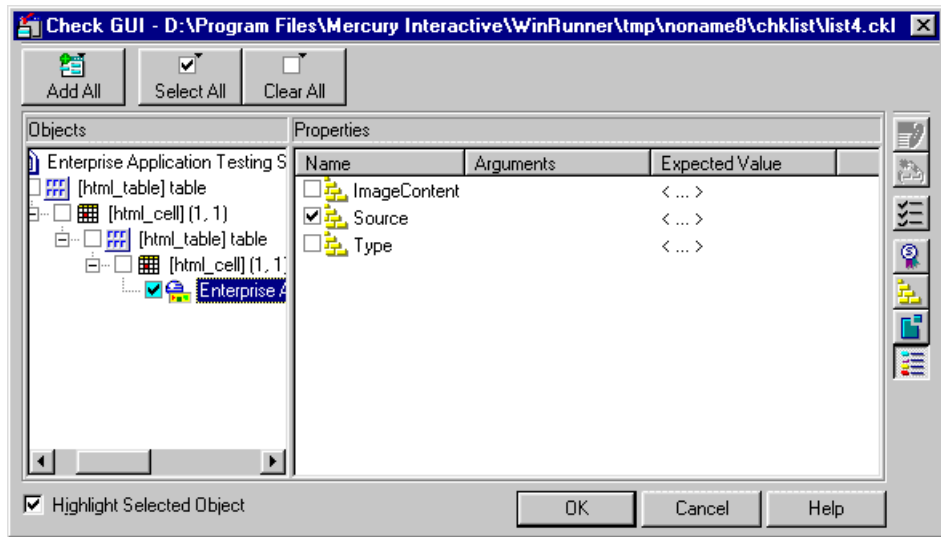 Check GUI - D:\Program Files\Mercury Interactive\WinRunner\tmp\noname8\chklist\list4.ckl
Add All Select All Clear All
Objects Properties
Enterprise Application Testing S
[html_table] table
[html_cell] (1, 1)
[html_table] table
[html_cell] (1, 1
Enterprise A
Name Arguments Expected Value
ImageContent < ... >
Source < ... >
Type < ... >
Highlight Selected Object
OK Cancel Help